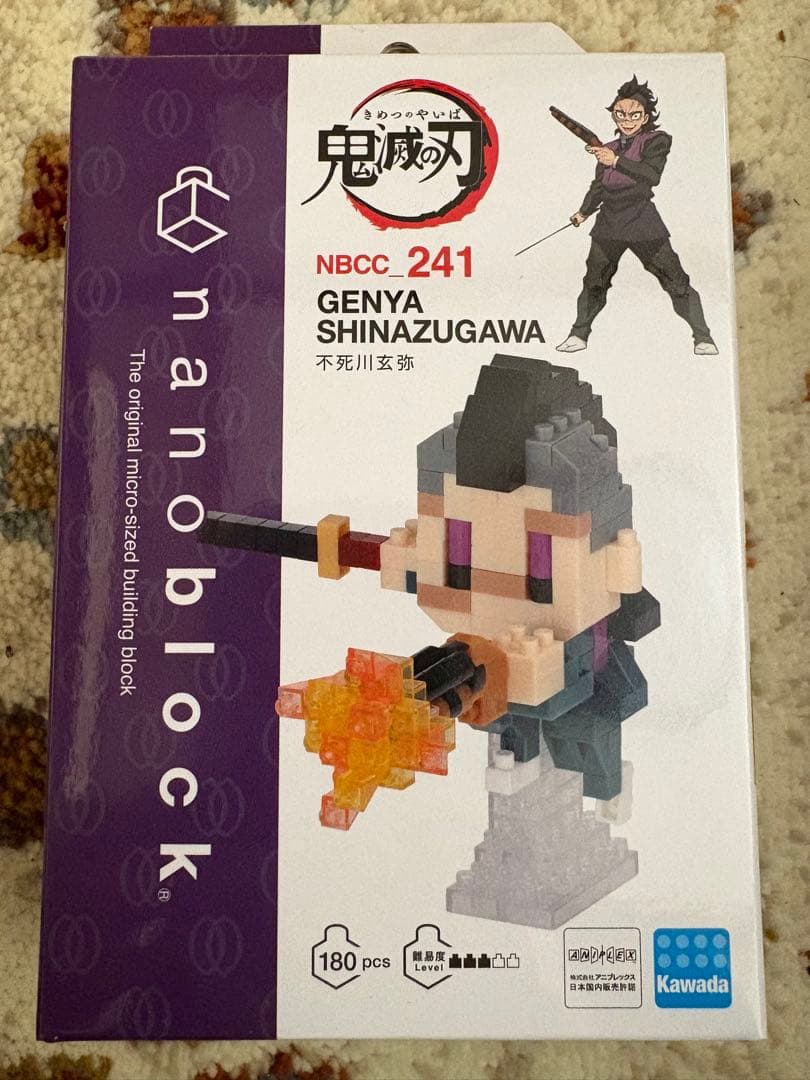 きめつのやいば
鬼滅の刃
NBCC_241
GENYA
SHINAZUGAWA
不死川玄弥
nanoblock®
The original micro-sized building block
180 pcs
難易度
Level
ANIPLEX
株式会社アニプレックス
日本国内販売許諾
Kawada